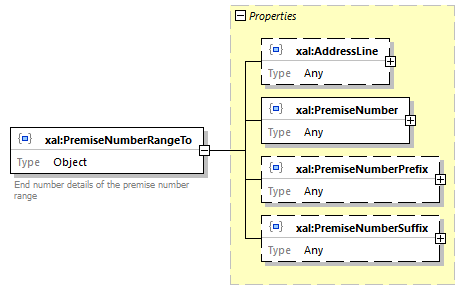 Properties
xal:AddressLine
Type Any
xal:PremiseNumber
Type Any
xal:PremiseNumberRangeTo
Type Object
End number details of the premise number
range
xal:PremiseNumberPrefix
Type Any
xal:PremiseNumberSuffix
Type Any